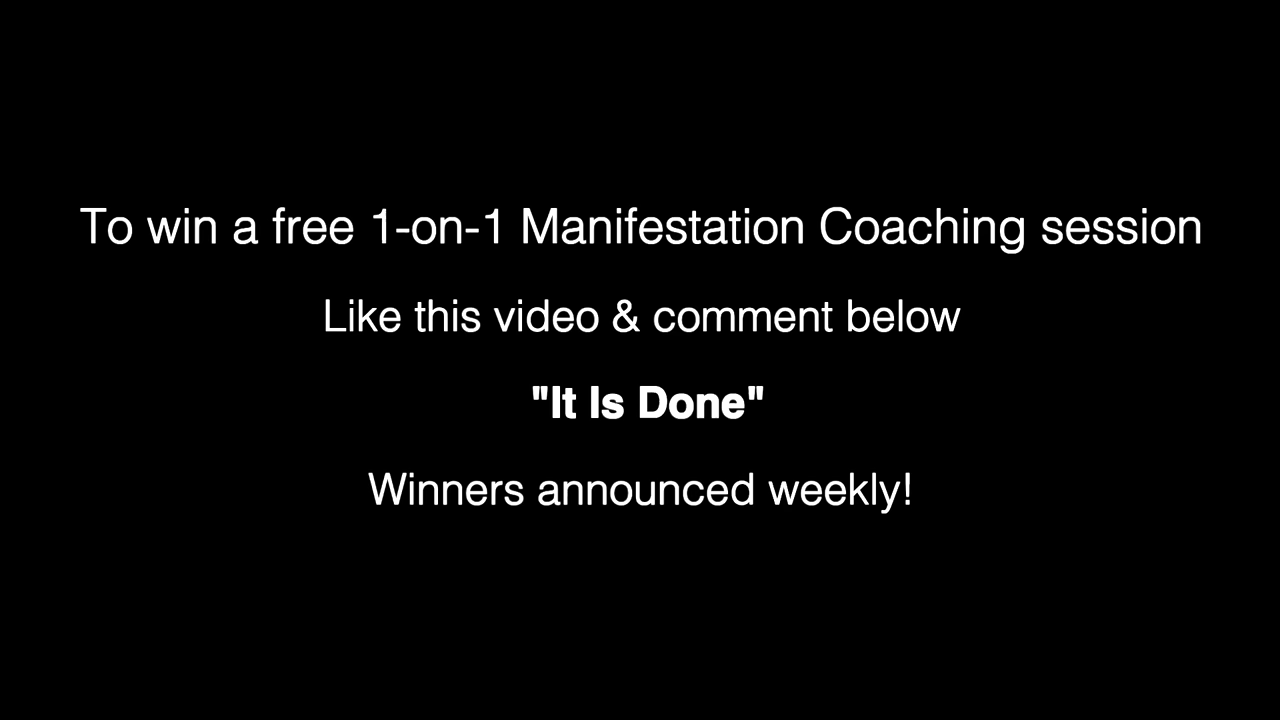 To win a free 1-on-1 Manifestation Coaching session
Like this video & comment below
"It Is Done"
Winners announced weekly!